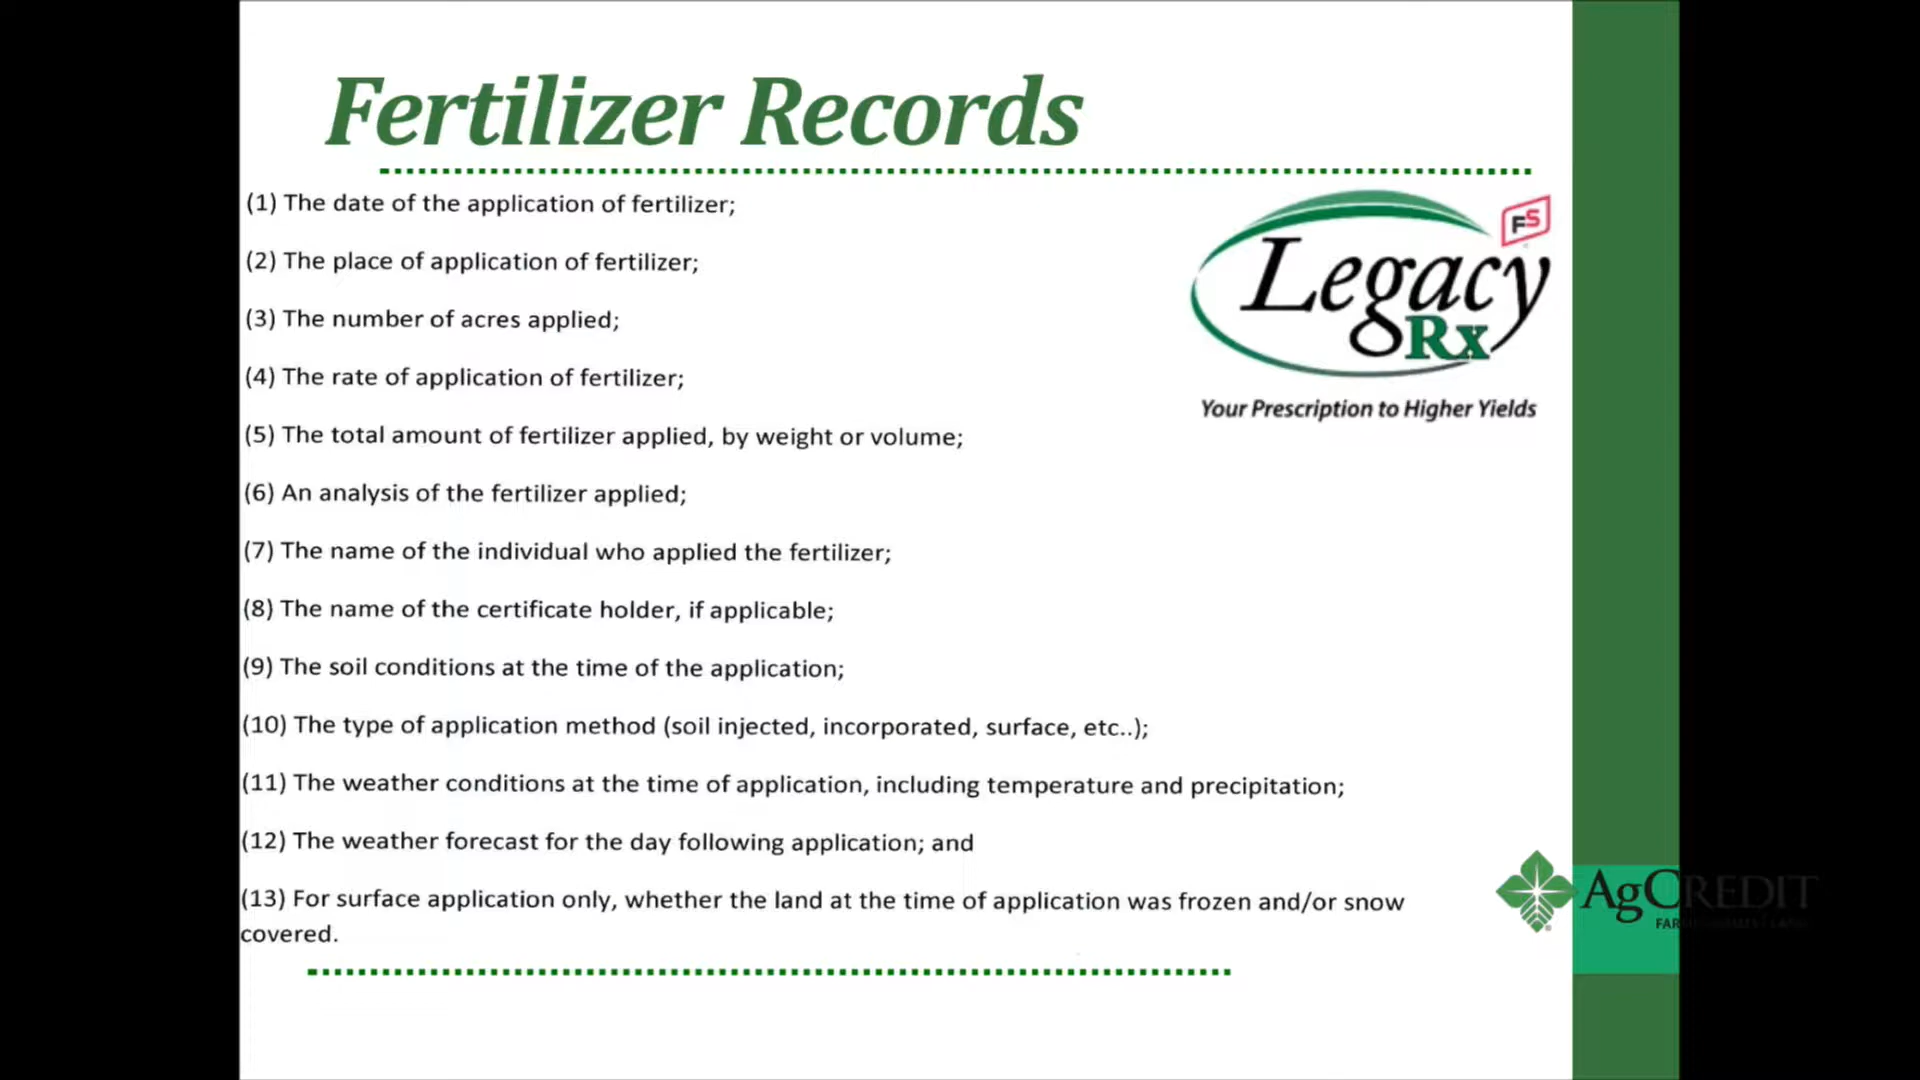 Fertilizer Records
(1) The date of the application of fertilizer;
(2) The place of application of fertilizer;
(3) The number of acres applied;
(4) The rate of application of fertilizer;
(5) The total amount of fertilizer applied, by weight or volume;
(6) An analysis of the fertilizer applied;
(7) The name of the individual who applied the fertilizer;
(8) The name of the certificate holder, if applicable;
(9) The soil conditions at the time of the application;
(10) The type of application method (soil injected, incorporated, surface, etc..);
(11) The weather conditions at the time of application, including temperature and precipitation;
(12) The weather forecast for the day following application; and
(13) For surface application only, whether the land at the time of application was frozen and/or snow
covered.
FS
Legacy
Rx
Your Prescription to Higher Yields
AgCREDIT